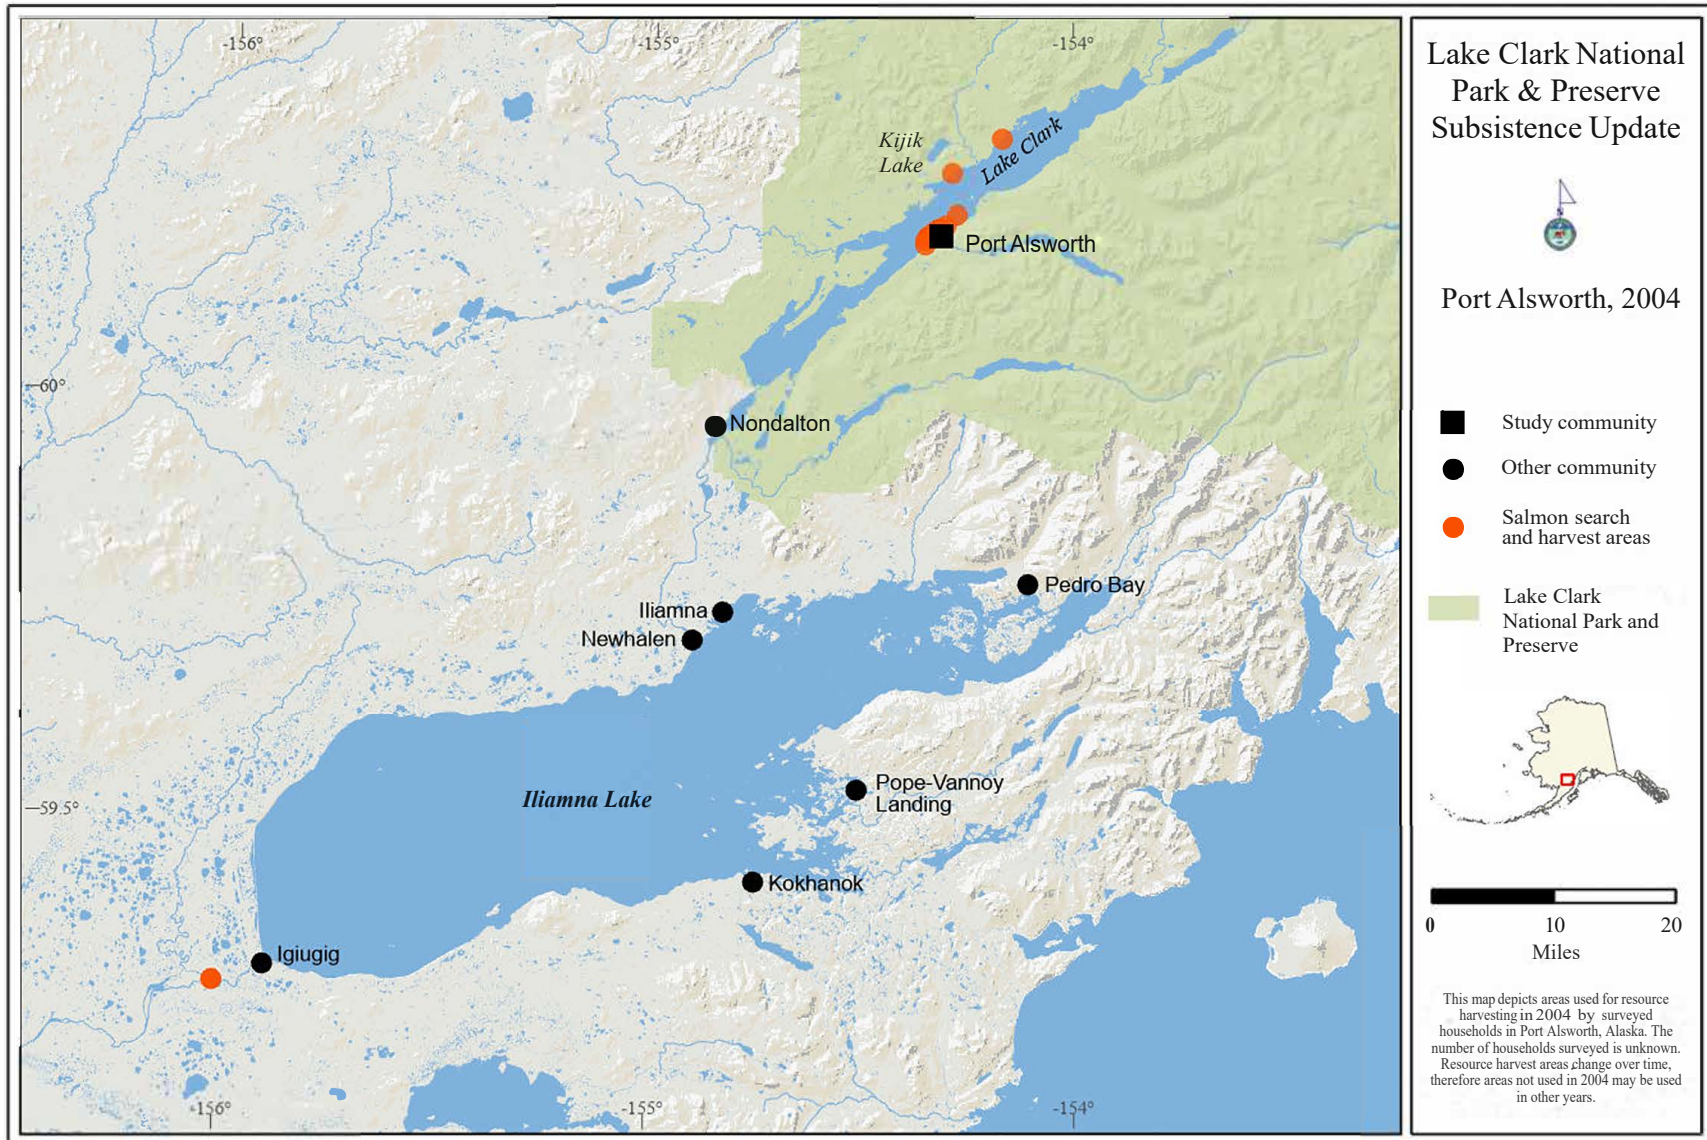 -156°
-155°
-154°
Kijik
Lake
Lake Clark
Port Alsworth
60°
Nondalton
Pedro Bay
Iliamna
Newhalen
Pope-Vannoy
Landing
59.5°
Iliamna Lake
Kokhanok
Igiugig
-156°
-155°
-154°
Lake Clark National
Park & Preserve
Subsistence Update
Port Alsworth, 2004
Study community
Other community
Salmon search
and harvest areas
Lake Clark
National Park and
Preserve
0 10 20
Miles
This map depicts areas used for resource
harvesting in 2004 by surveyed
households in Port Alsworth, Alaska. The
number of households surveyed is unknown.
Resource harvest areas change over time,
therefore areas not used in 2004 may be used
in other years.